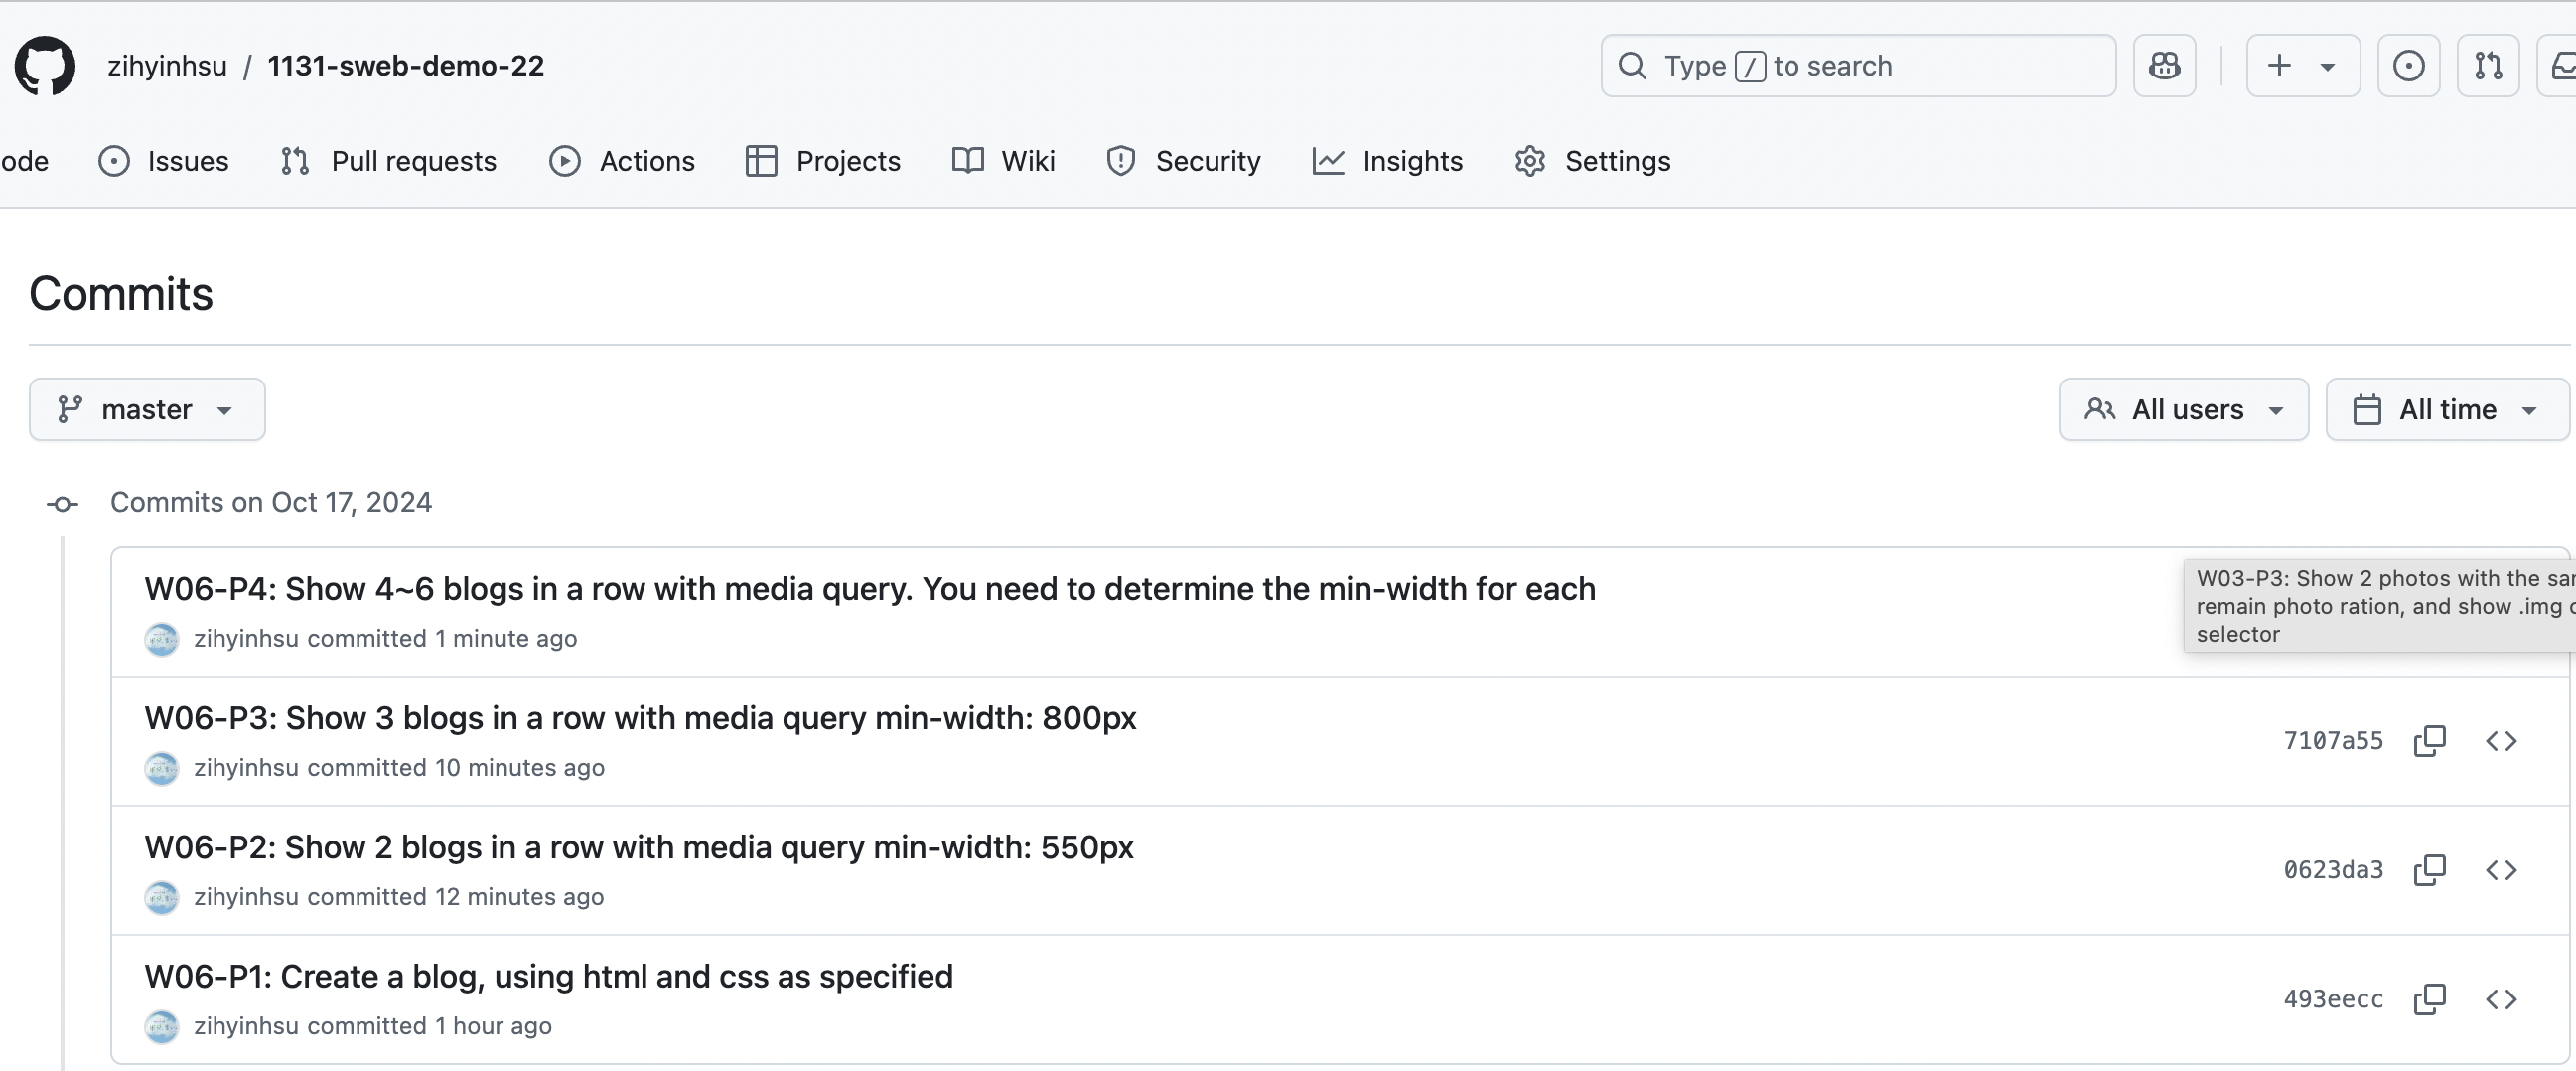 zihyinhsu / 1131-sweb-demo-22
Type / to search
ode Issues Pull requests Actions Projects Wiki Security Insights Settings
Commits
master
All users
All time
Commits on Oct 17, 2024
W06-P4: Show 4~6 blogs in a row with media query. You need to determine the min-width for each
zihyinhsu committed 1 minute ago
W03-P3: Show 2 photos with the sa
remain photo ration, and show .img
selector
W06-P3: Show 3 blogs in a row with media query min-width: 800px
zihyinhsu committed 10 minutes ago
7107a55
W06-P2: Show 2 blogs in a row with media query min-width: 550px
zihyinhsu committed 12 minutes ago
0623da3
W06-P1: Create a blog, using html and css as specified
zihyinhsu committed 1 hour ago
493eecc